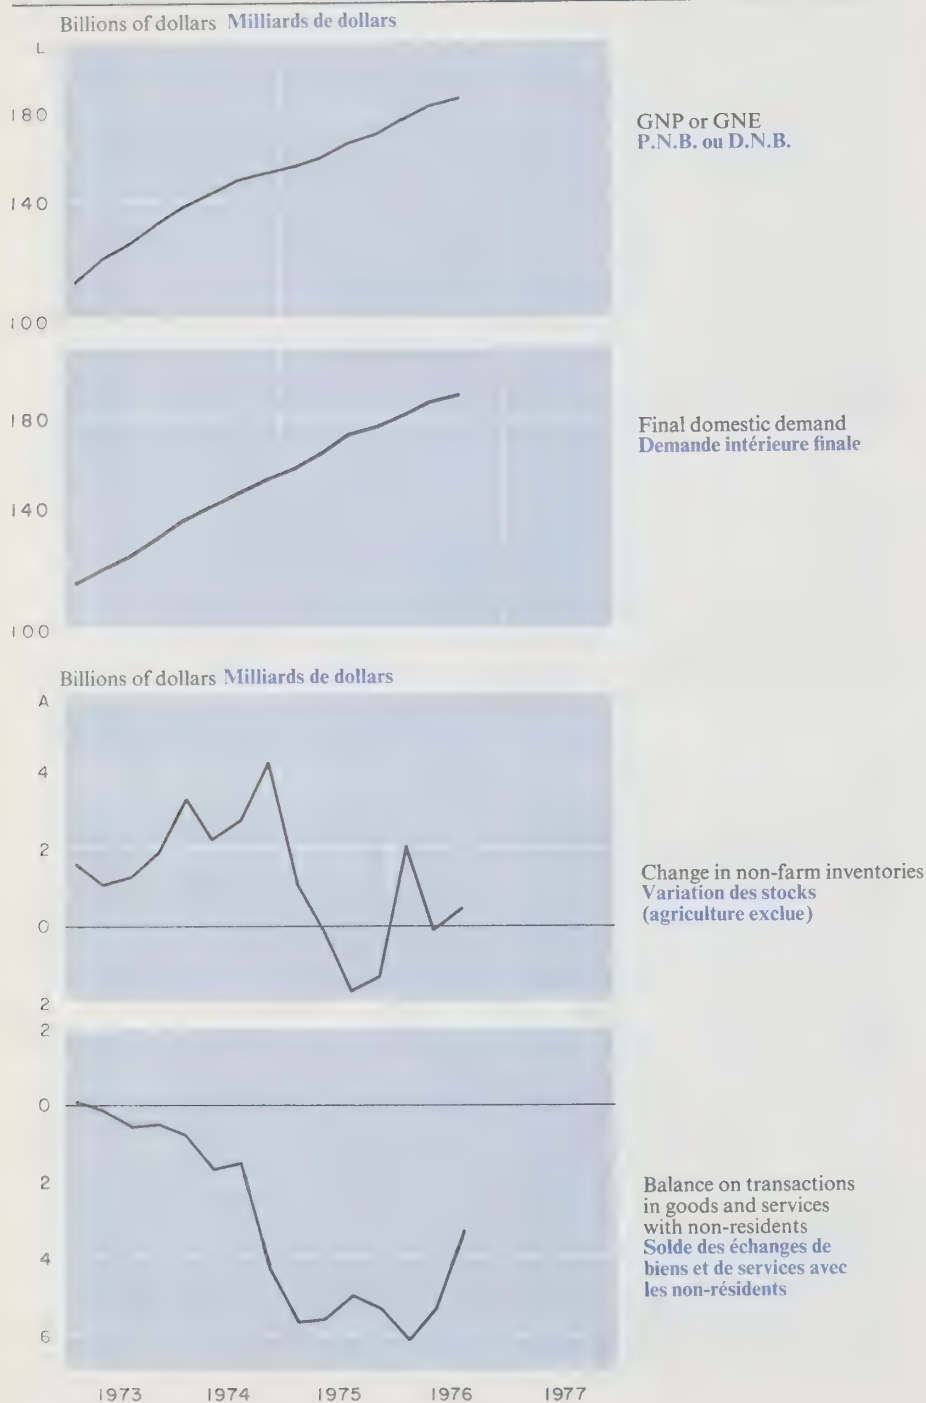 Billions of dollars Milliards de dollars
L
180
140
100
GNP or GNE
P.N.B. ou D.N.B.
180
140
100
Final domestic demand
Demande intérieure finale
Billions of dollars Milliards de dollars
A
4
2
0
2
Change in non-farm inventories
Variation des stocks
(agriculture exclue)
2
0
2
4
6
Balance on transactions
in goods and services
with non-residents
Solde des échanges de
biens et de services avec
les non-résidents
1973 1974 1975 1976 1977